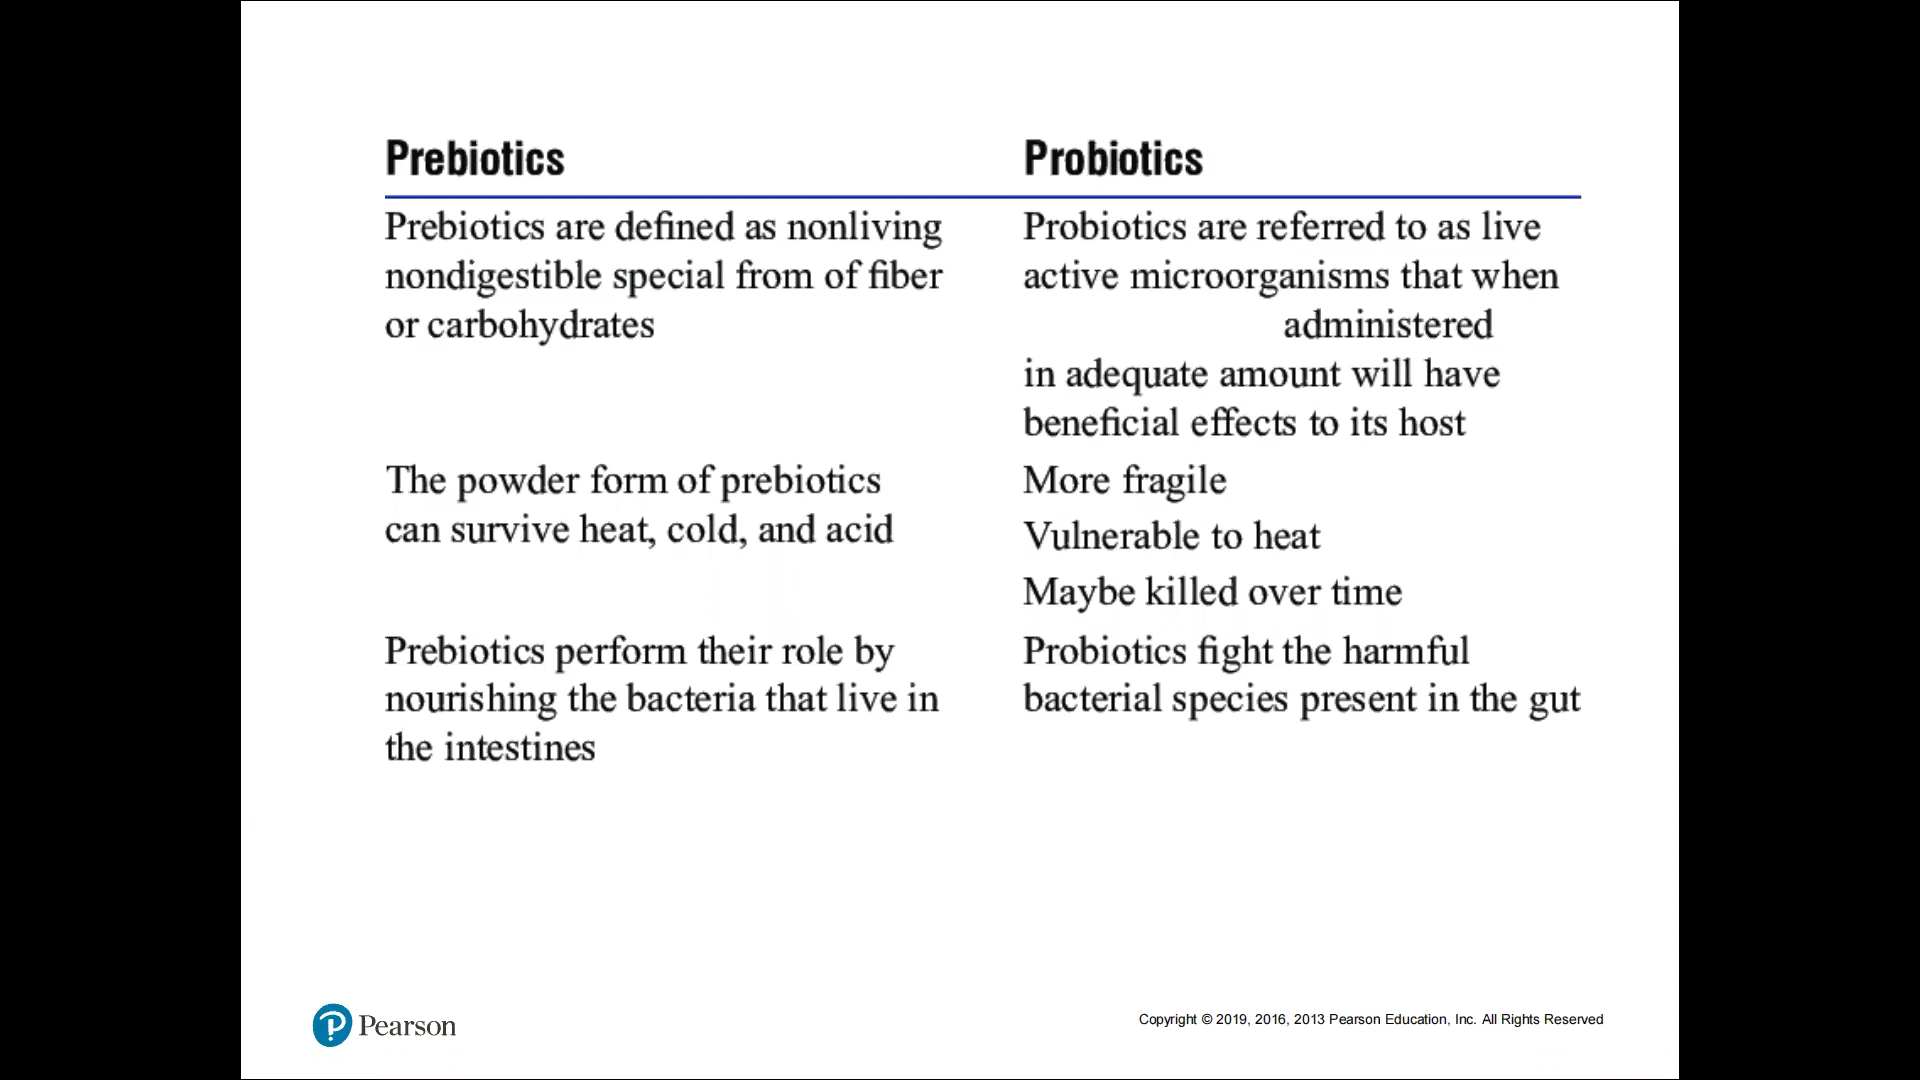 Prebiotics
Prebiotics are defined as nonliving
nondigestible special from of fiber
or carbohydrates
The powder form of prebiotics
can survive heat, cold, and acid
Prebiotics perform their role by
nourishing the bacteria that live in
the intestines
Probiotics
Probiotics are referred to as live
active microorganisms that when
administered
in adequate amount will have
beneficial effects to its host
More fragile
Vulnerable to heat
Maybe killed over time
Probiotics fight the harmful
bacterial species present in the gut
Pearson
Copyright © 2019, 2016, 2013 Pearson Education, Inc. All Rights Reserved